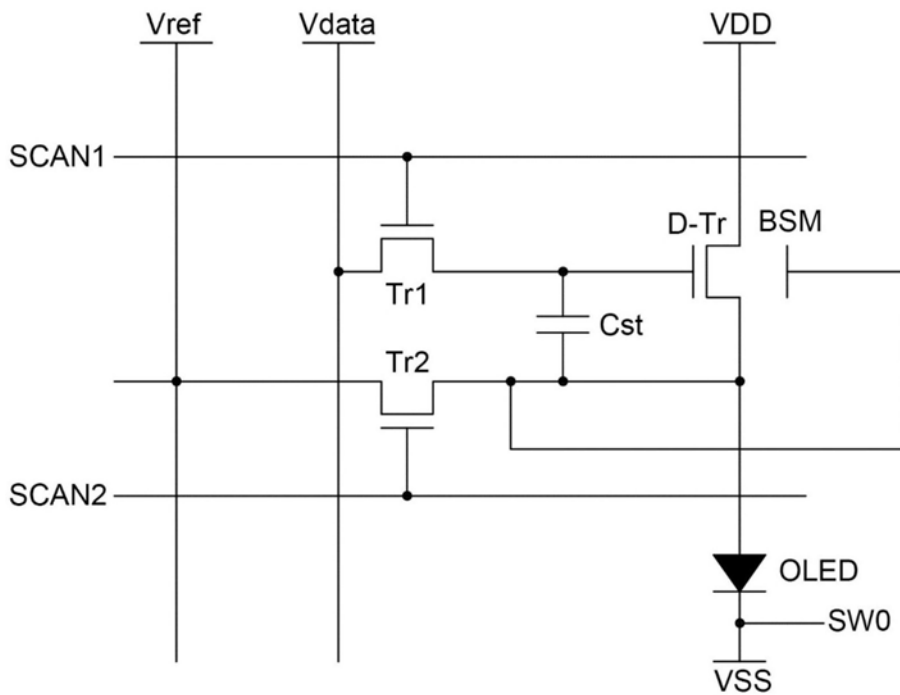 Vref
Vdata
VDD
SCAN1
D-Tr
BSM
Tr1
Cst
Tr2
SCAN2
OLED
SW0
VSS